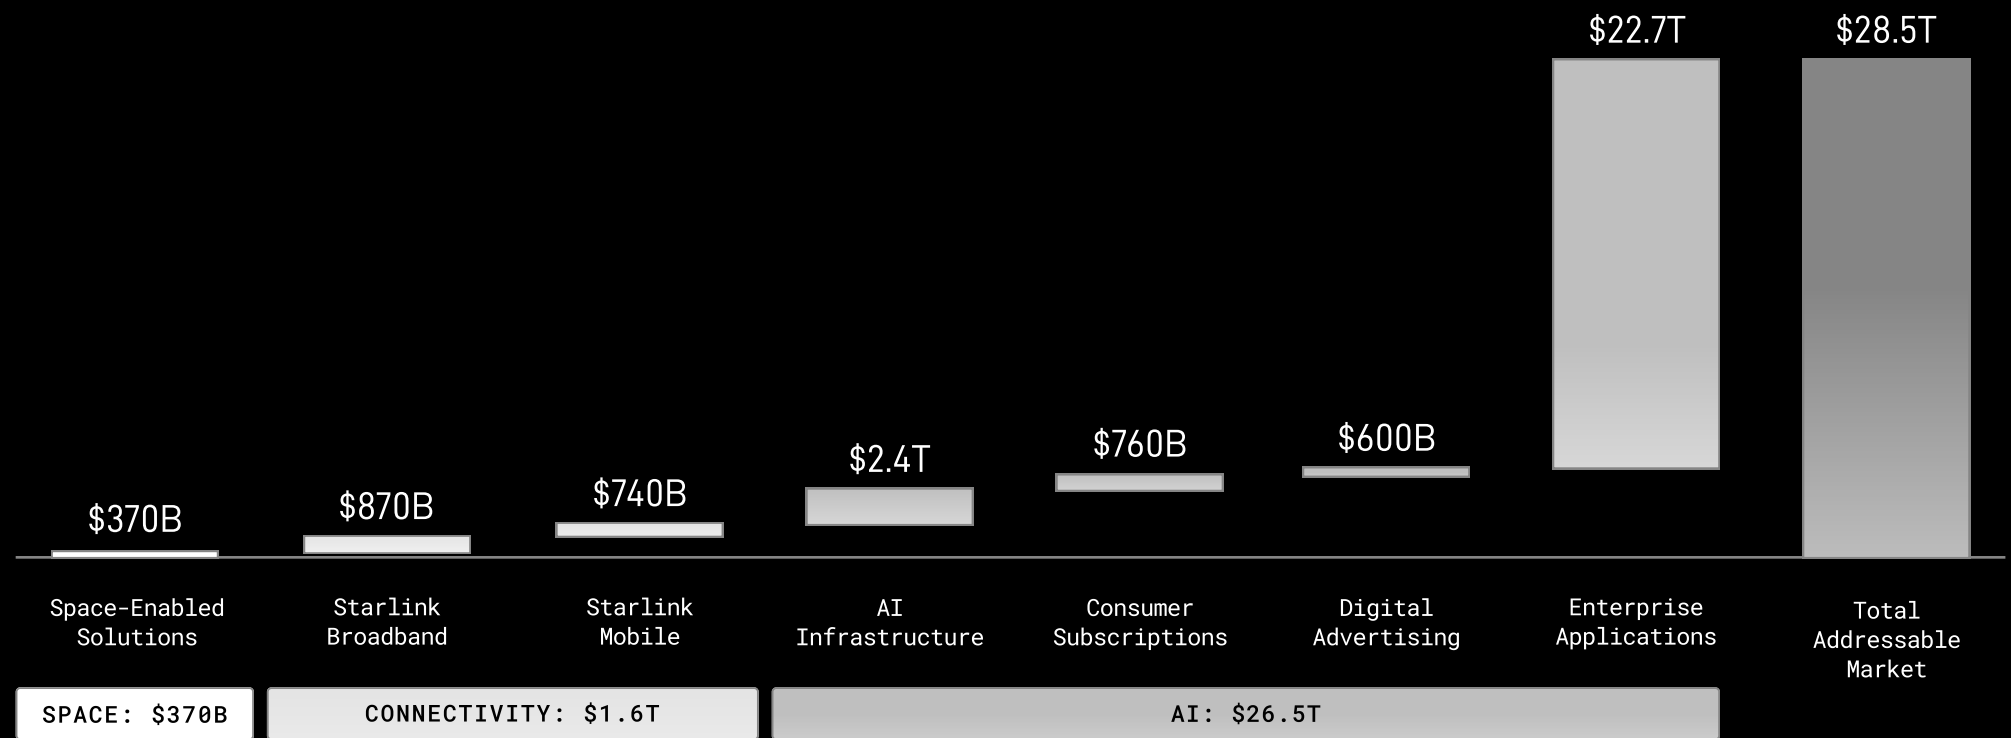 $22.7T
$28.5T
$2.4T
$760B
$600B
$370B
$870B
$740B
Space-Enabled
Solutions
Starlink
Broadband
Starlink
Mobile
AI
Infrastructure
Consumer
Subscriptions
Digital
Advertising
Enterprise
Applications
Total
Addressable
Market
SPACE: $370B
CONNECTIVITY: $1.6T
AI: $26.5T